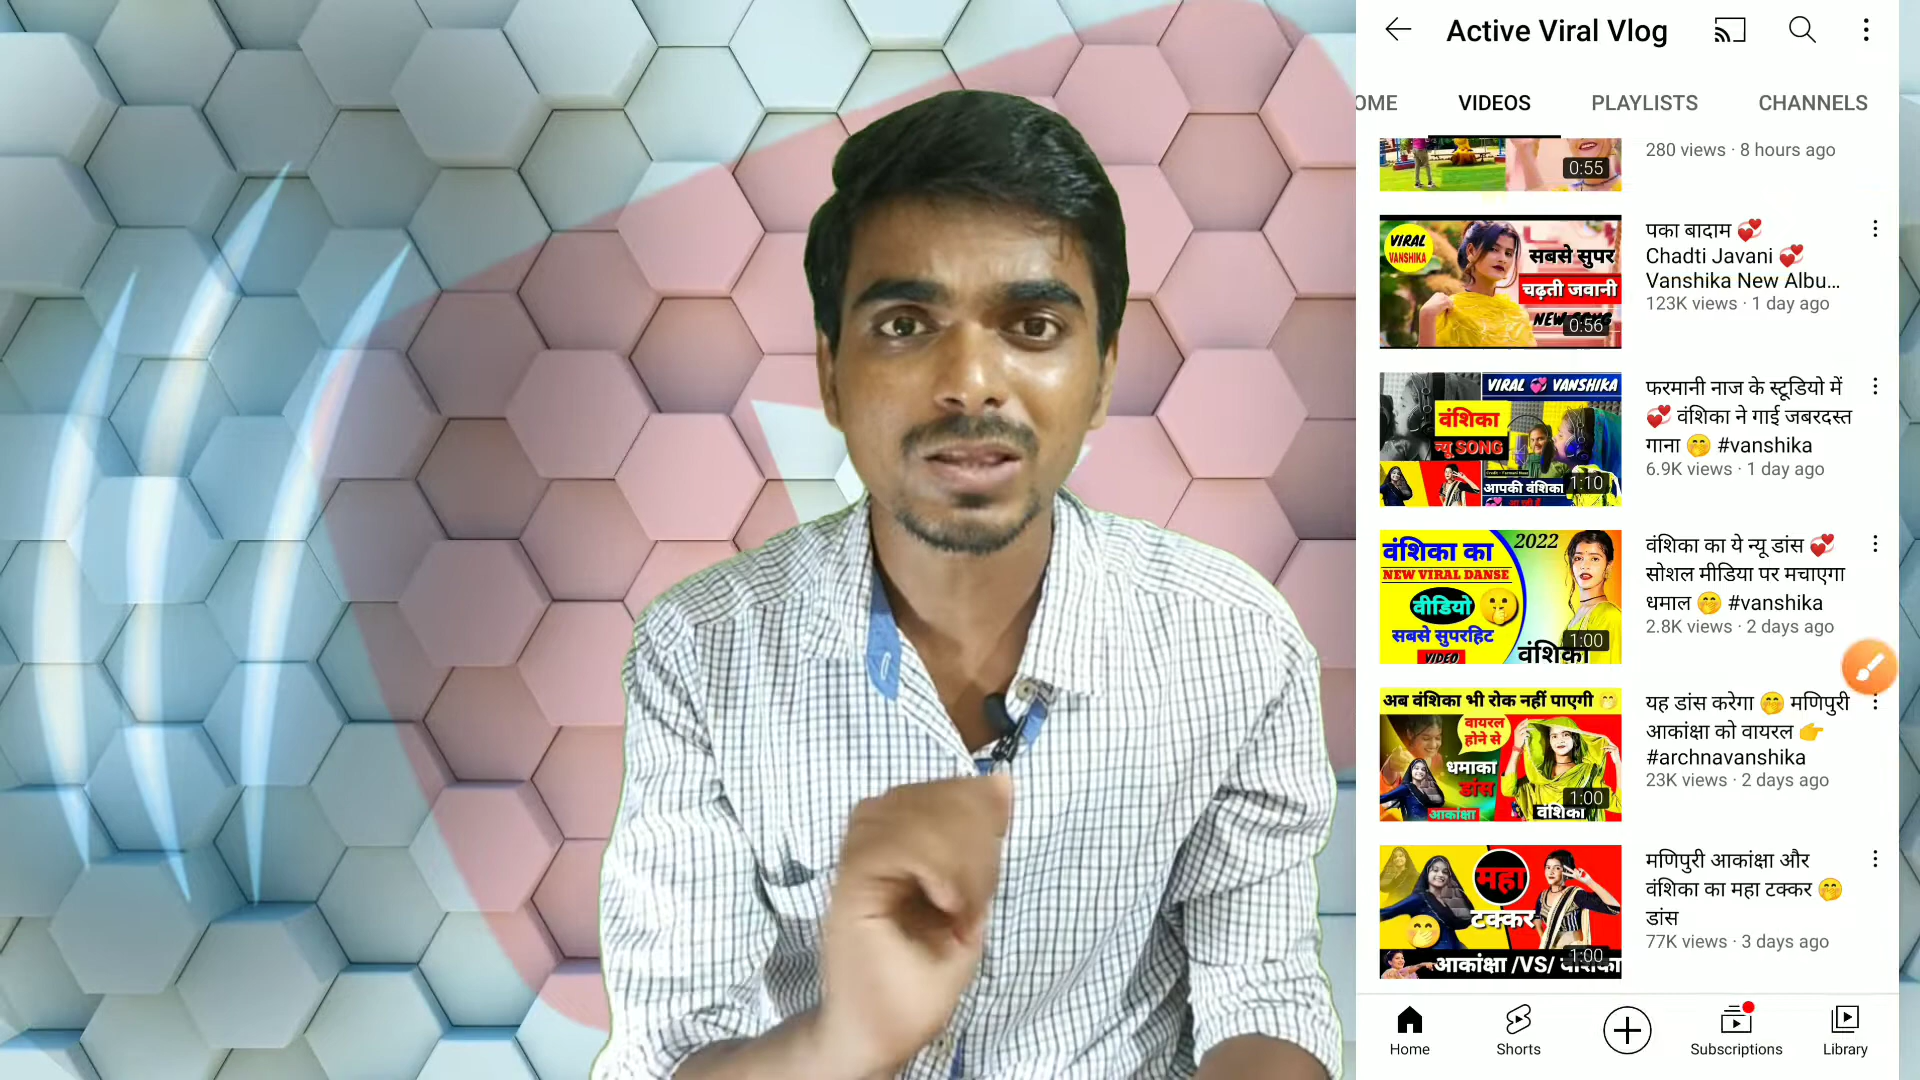 Active Viral Vlog
OME VIDEOS PLAYLISTS CHANNELS
0:55
280 views · 8 hours ago
VIRAL
VANSHIKA
सबसे सुपर
चढ़ती जवानी
NEW SONG
0:56
पका बादाम 💞
Chadti Javani 💞
Vanshika New Albu...
123K views · 1 day ago
VIRAL 💞 VANSHIKA
वंशिका
न्यू SONG
आपकी वंशिका
1:10
फरमानी नाज के स्टूडियो में
💞 वंशिका ने गाई जबरदस्त
गाना 🤭 #vanshika
6.9K views · 1 day ago
वंशिका का
2022
NEW VIRAL DANSE
वीडियो
सबसे सुपरहिट
VIDEO
वंशिका
1:00
वंशिका का ये न्यू डांस 💞
सोशल मीडिया पर मचाएगा
धमाल 🤭 #vanshika
2.8K views · 2 days ago
अब वंशिका भी रोक नहीं पाएगी 🤭
वायरल
होने से
धमाका
डांस
आकांक्षा
वंशिका
1:00
यह डांस करेगा 🤭 मणिपुरी
आकांक्षा को वायरल 👉
#archnavanshika
23K views · 2 days ago
महा
टक्कर
आकांक्षा /VS/ वंशिका
1:00
मणिपुरी आकांक्षा और
वंशिका का महा टक्कर 🤭
डांस
77K views · 3 days ago
Home Shorts Subscriptions Library